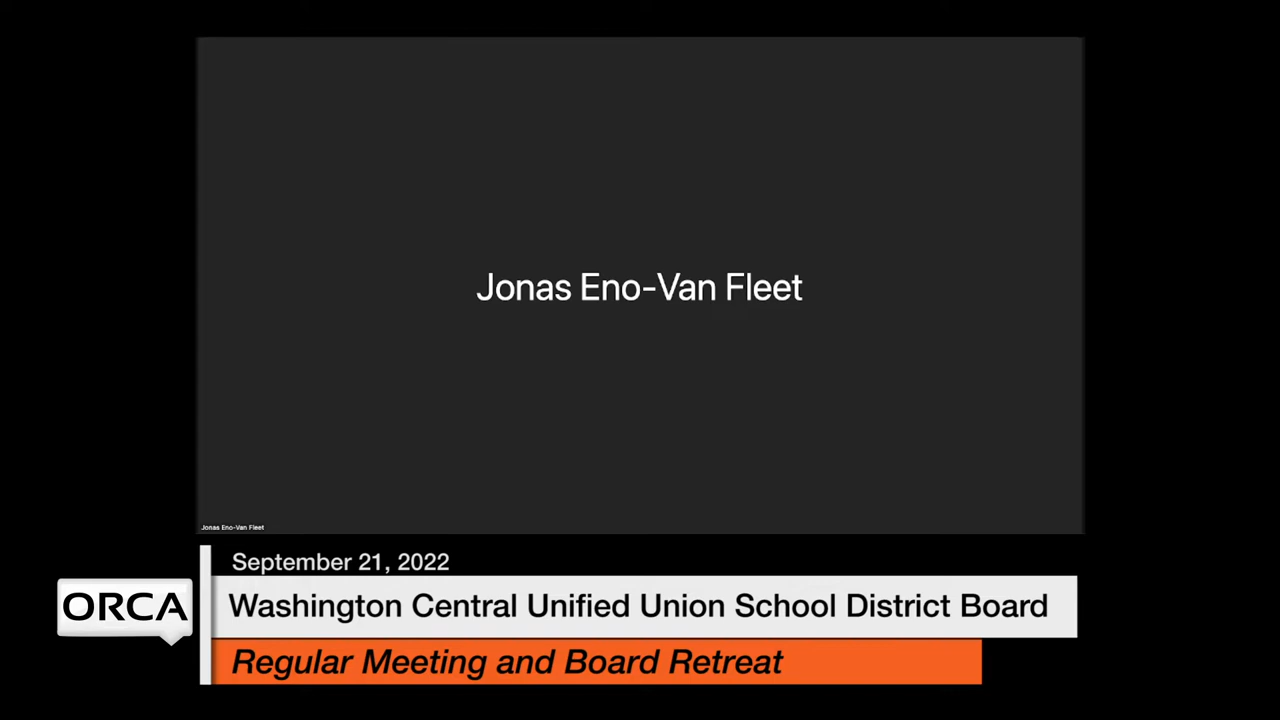 Jonas Eno-Van Fleet
Jonas Eno-Van Fleet
September 21, 2022
ORCA
Washington Central Unified Union School District Board
Regular Meeting and Board Retreat